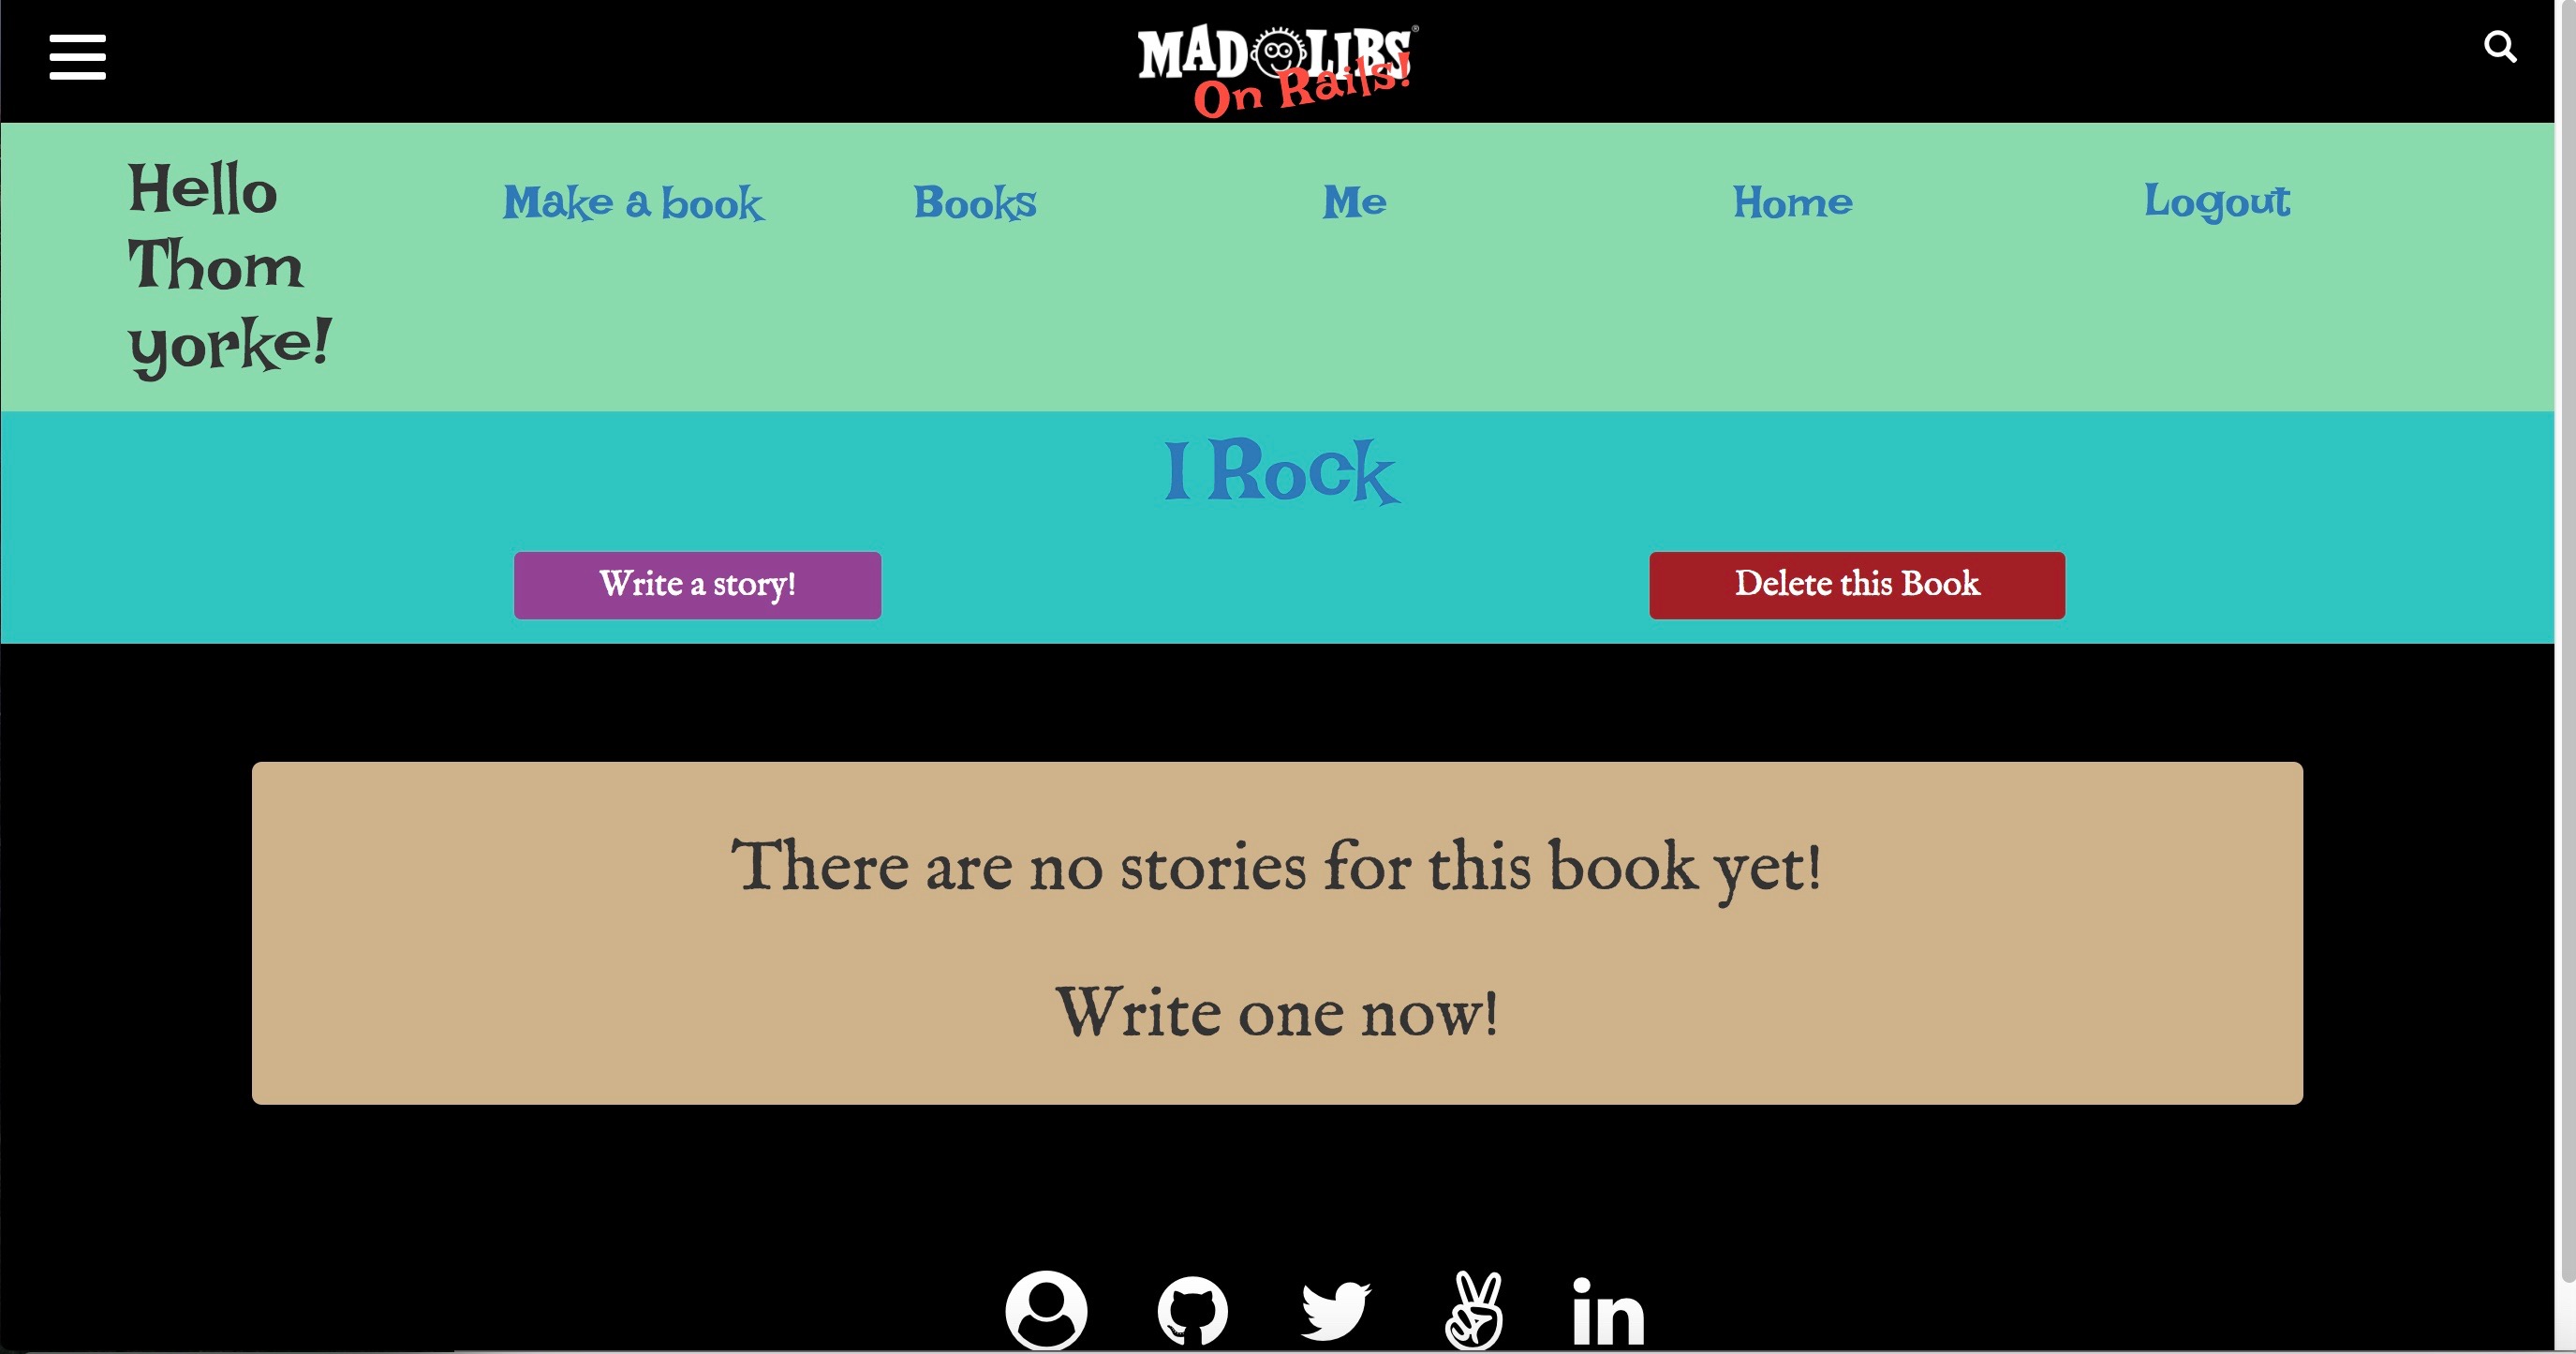 MAD LIBS®
On Rails!
Hello
Thom
yorke!
Make a book
Books
Me
Home
Logout
I Rock
Write a story!
Delete this Book
There are no stories for this book yet!
Write one now!
in